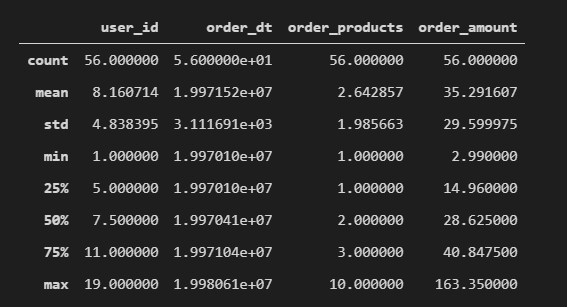 user_id order_dt order_products order_amount
count 56.000000 5.600000e+01 56.000000 56.000000
mean 8.160714 1.997152e+07 2.642857 35.291607
std 4.838395 3.111691e+03 1.985663 29.599975
min 1.000000 1.997010e+07 1.000000 2.990000
25% 5.000000 1.997010e+07 1.000000 14.960000
50% 7.500000 1.997041e+07 2.000000 28.625000
75% 11.000000 1.997104e+07 3.000000 40.847500
max 19.000000 1.998061e+07 10.000000 163.350000